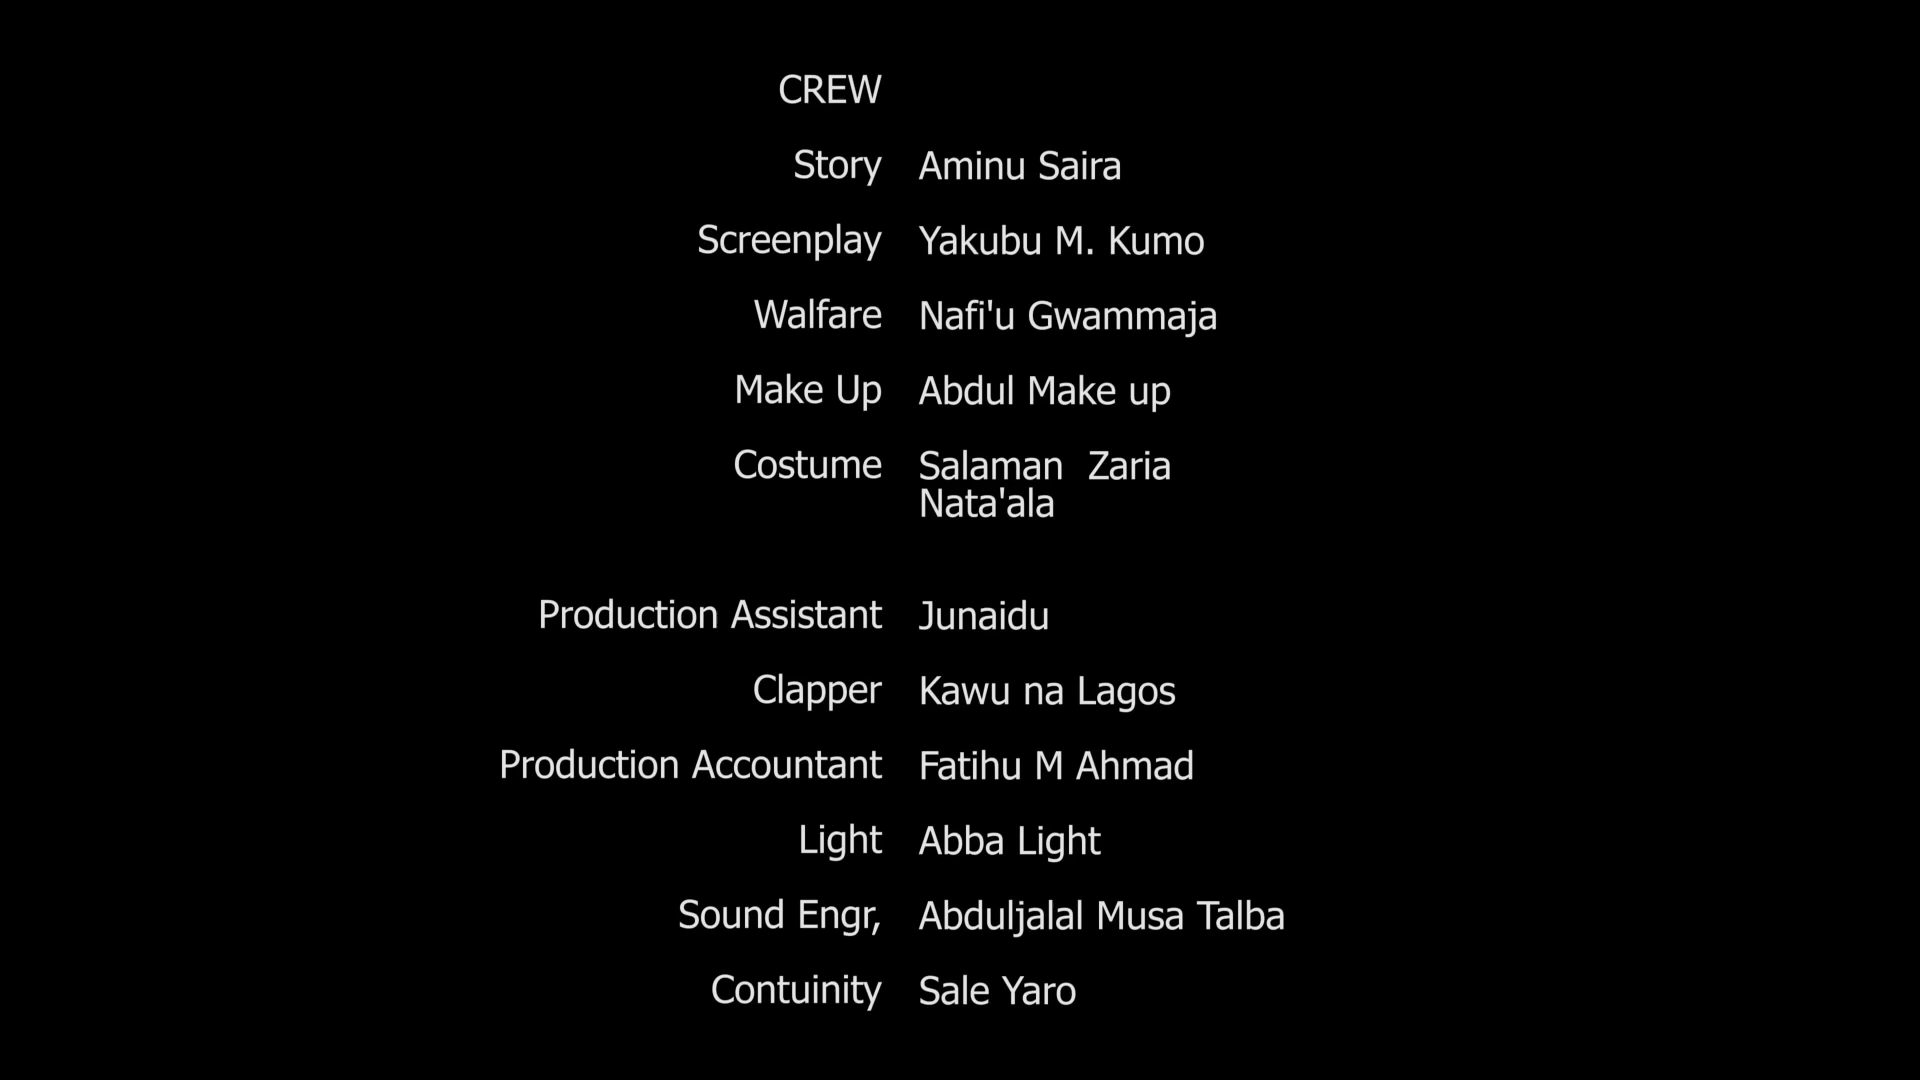 CREW
Story Aminu Saira
Screenplay Yakubu M. Kumo
Walfare Nafi'u Gwammaja
Make Up Abdul Make up
Costume Salaman Zaria
Nata'ala
Production Assistant Junaidu
Clapper Kawu na Lagos
Production Accountant Fatihu M Ahmad
Light Abba Light
Sound Engr, Abduljalal Musa Talba
Contuinity Sale Yaro